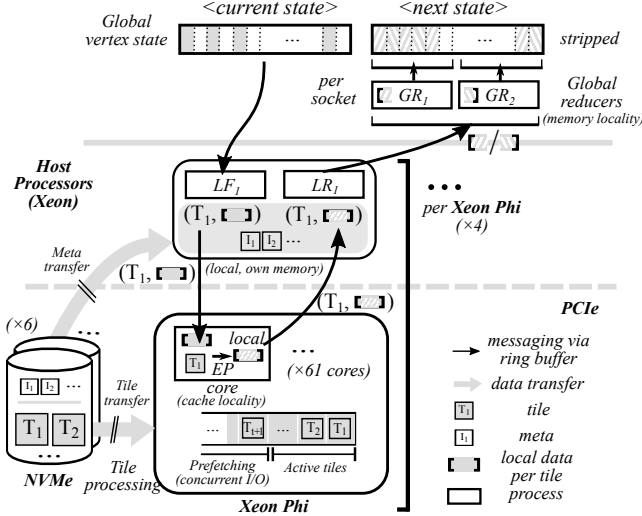 <current state>
<next state>
Global
vertex state
...
...
stripped
per
socket
GR1
GR2
Global
reducers
(memory locality)
/
Host
Processors
(Xeon)
LF1
LR1
(T1, [ ])
(T1, [ ])
I1 I2 ...
...
per Xeon Phi
(×4)
Meta
transfer
(T1, [ ])
(local, own memory)
(T1, [ ])
PCIe
(×6)
...
local
T1
EP
core
(cache locality)
...
(×61 cores)
messaging via
ring buffer
data transfer
I1 I2 ...
T1 T2
...
NVMe
Tile
transfer
Tile
processing
... Tt+1 ... T2 T1
Prefetching
(concurrent I/O)
Active tiles
Xeon Phi
T1
tile
I1
meta
local data
per tile
process